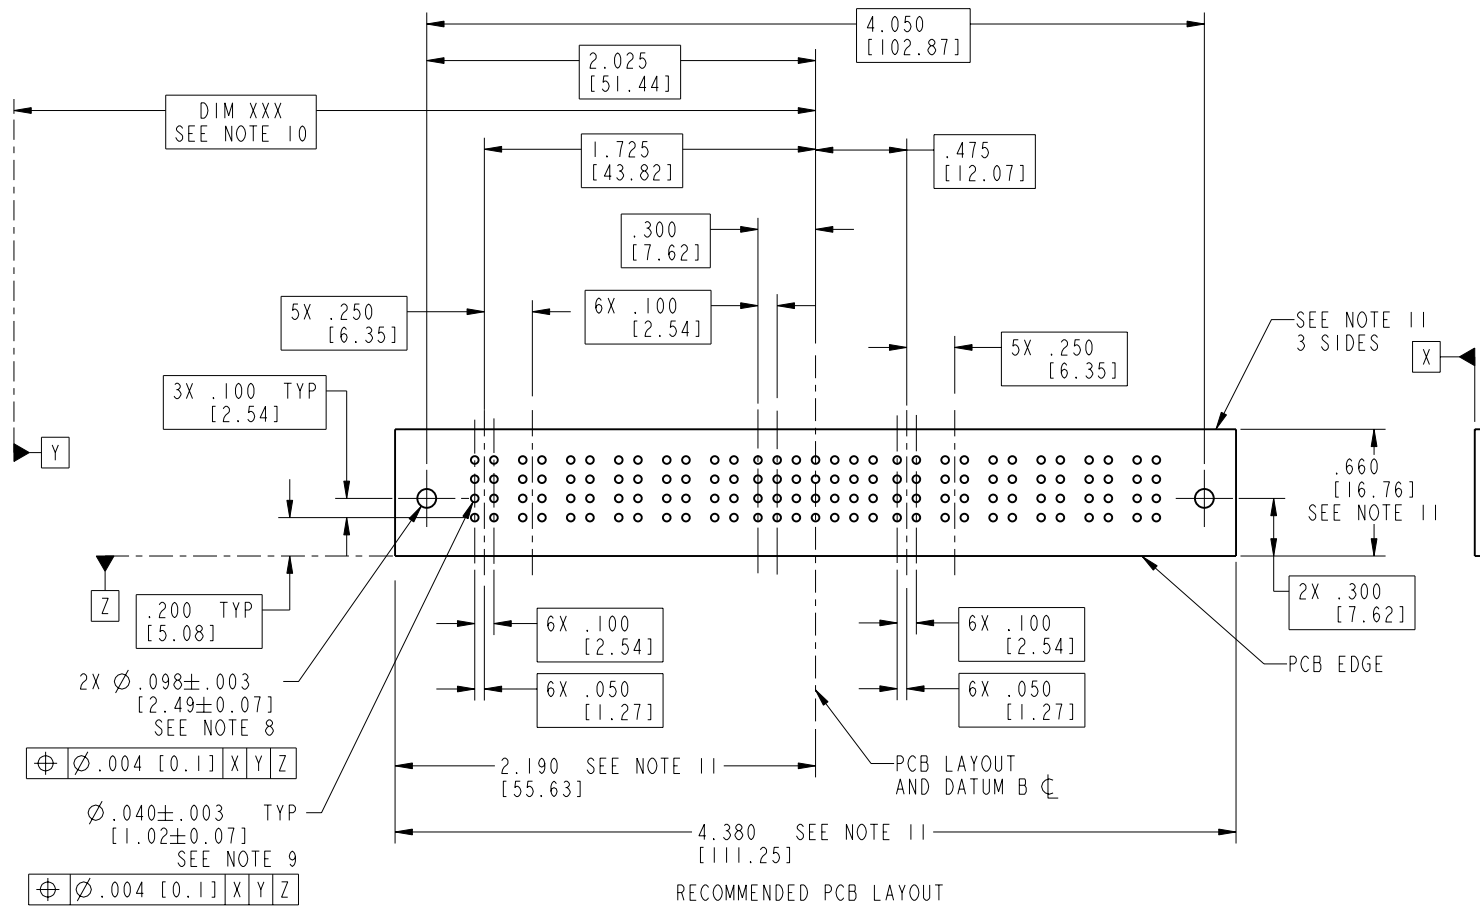 4.050
[102.87]
2.025
[51.44]
DIM XXX
SEE NOTE 10
1.725
[43.82]
.475
[12.07]
.300
[7.62]
5X .250
[6.35]
6X .100
[2.54]
SEE NOTE 11
3 SIDES
X
5X .250
[6.35]
3X .100 TYP
[2.54]
Y
.660
[16.76]
SEE NOTE 11
Z
.200 TYP
[5.08]
6X .100
[2.54]
6X .100
[2.54]
2X .300
[7.62]
PCB EDGE
2X Ø.098±.003
[2.49±0.07]
SEE NOTE 8
6X .050
[1.27]
6X .050
[1.27]
⌖ Ø.004 [0.1] X Y Z
2.190 SEE NOTE 11
[55.63]
PCB LAYOUT
AND DATUM B ℄
Ø.040±.003 TYP
[1.02±0.07]
SEE NOTE 9
4.380 SEE NOTE 11
[111.25]
⌖ Ø.004 [0.1] X Y Z
RECOMMENDED PCB LAYOUT